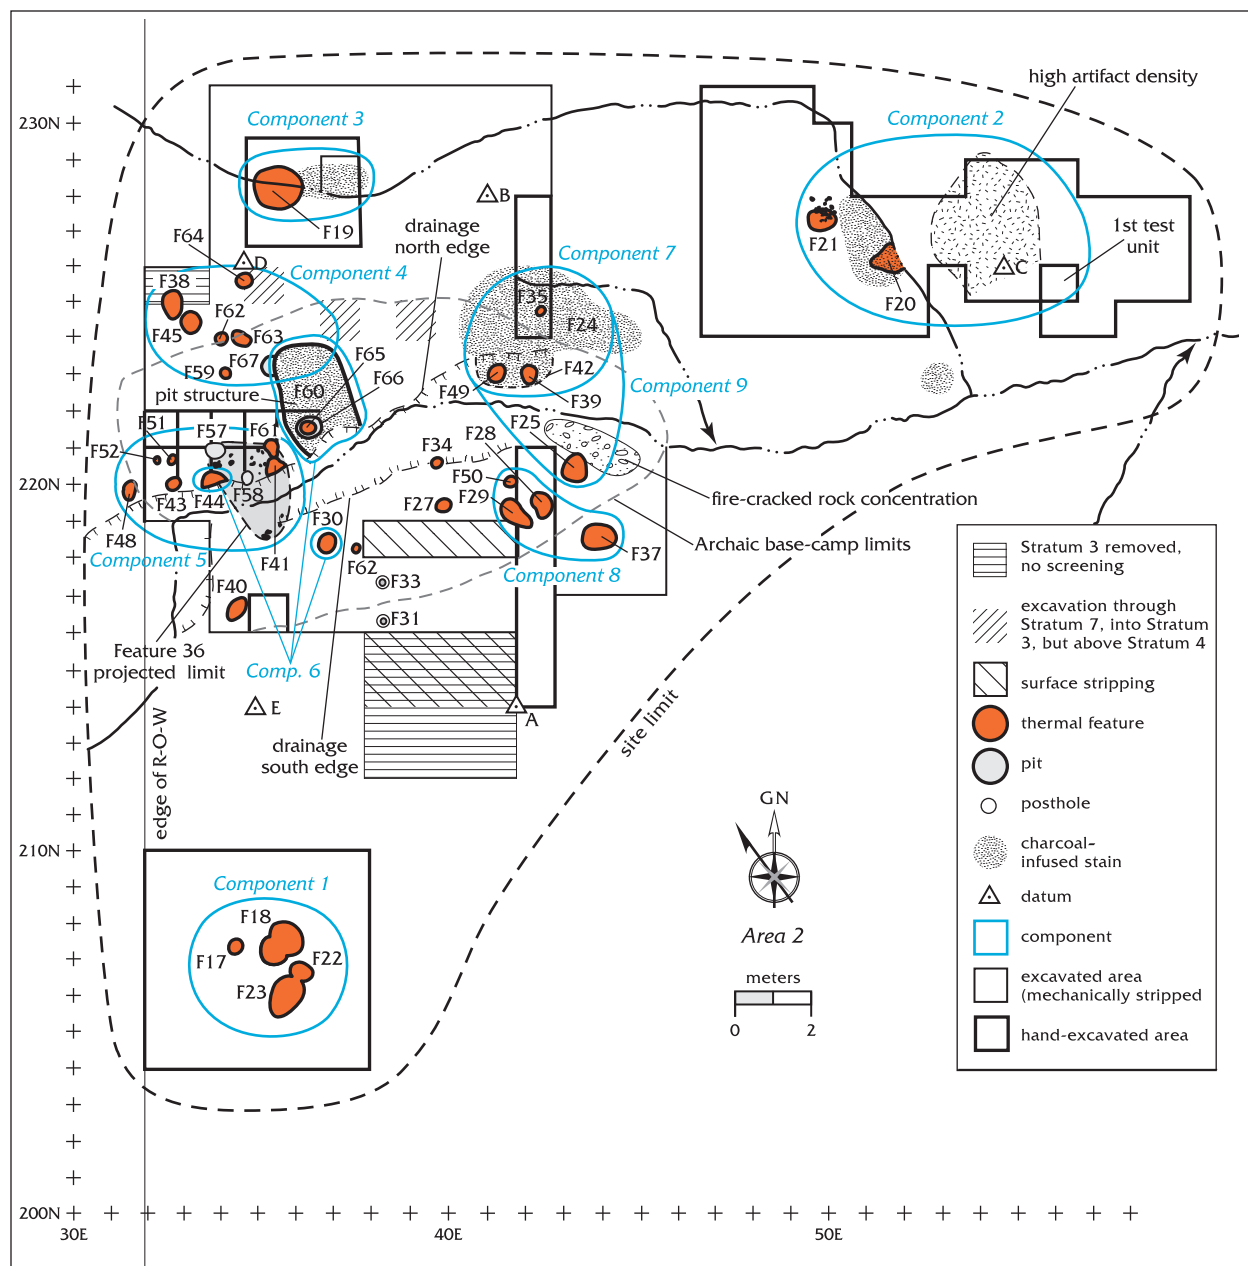 high artifact density
230N
Component 3
Component 2
B
F19
drainage
north edge
F21
1st test
unit
F64
D
Component 4
Component 7
C
F38
F20
F35
F62
F45
F63
F24
F65
F67
F59
F66
F42
F60
F49
Component 9
pit structure
F39
F51
F57
F61
F28
F25
F52
F34
220N
F50
F58
F44
F43
F27
F29
fire-cracked rock concentration
F30
F48
Archaic base-camp limits
F37
Component 5
F41
F62
Component 8
F33
F40
F31
Feature 36
projected limit
Comp. 6
E
A
drainage
south edge
edge of R-O-W
site limit
Stratum 3 removed,
no screening
excavation through
Stratum 7, into Stratum
3, but above Stratum 4
surface stripping
thermal feature
pit
posthole
charcoal-
infused stain
datum
component
excavated area
(mechanically stripped
hand-excavated area
GN
Area 2
meters
0 2
210N
Component 1
F18
F17
F22
F23
200N
30E 40E 50E